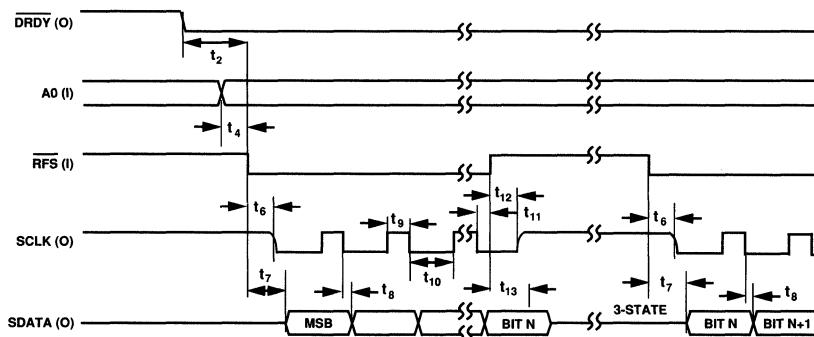 DRDY (O)
t2
A0 (I)
t4
RFS (I)
t12
t6
t9
t11
t6
SCLK (O)
t10
t7
t8
t13
t7
t8
3-STATE
SDATA (O)
MSB
BIT N
BIT N
BIT N+1